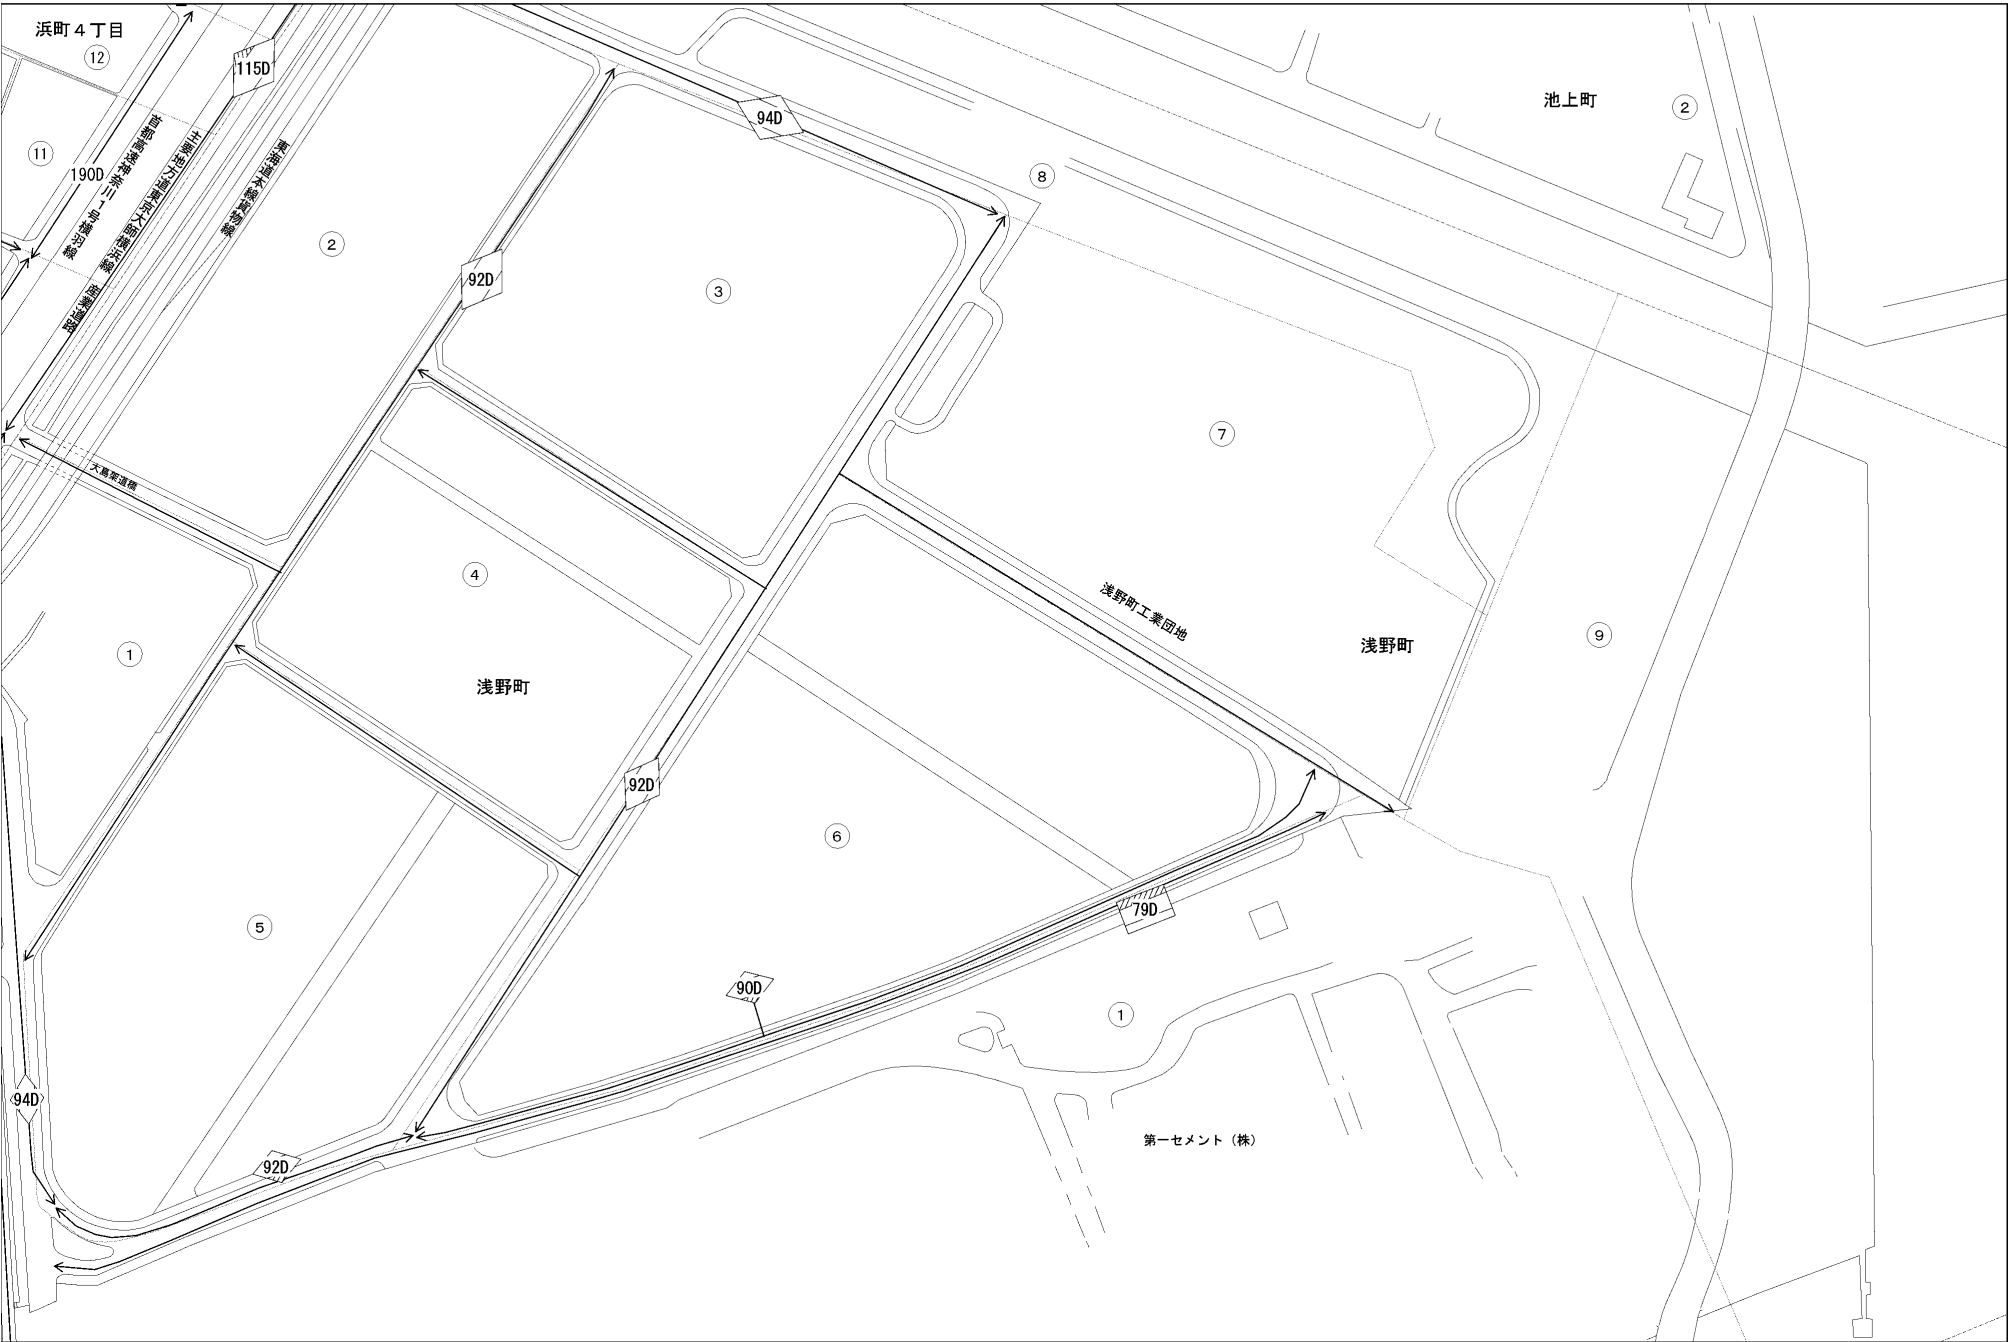 浜町４丁目
12
115D
池上町
2
94D
11
190D
首都高速神奈川１号横羽線
主要地方道東京大師横浜線 産業道路
東海道本線貨物線
8
2
3
92D
7
大島架道橋
4
浅野町工業団地
浅野町
9
1
浅野町
92D
6
5
79D
90D
1
94D
92D
第一セメント（株）